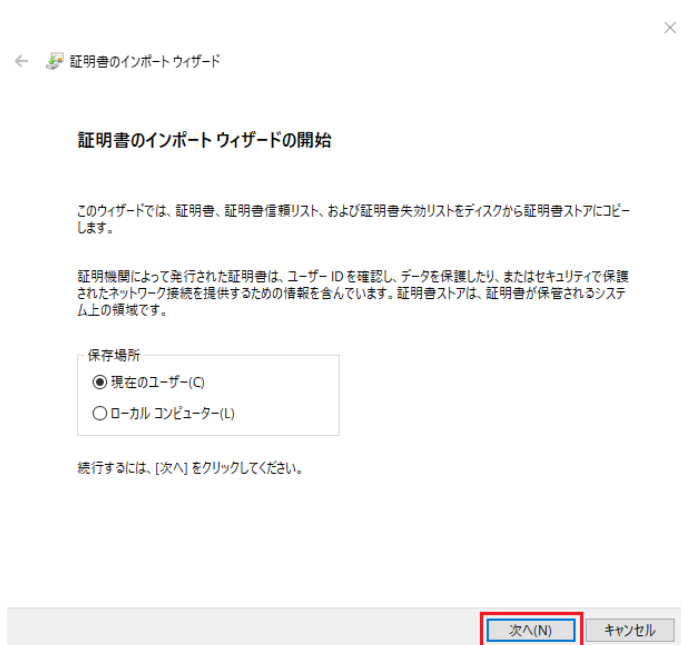 証明書のインポート ウィザード
証明書のインポート ウィザードの開始
このウィザードでは、証明書、証明書信頼リスト、および証明書失効リストをディスクから証明書ストアにコピー
します。
証明機関によって発行された証明書は、ユーザー ID を確認し、データを保護したり、またはセキュリティで保護
されたネットワーク接続を提供するための情報を含んでいます。証明書ストアは、証明書が保管されるシステ
ム上の領域です。
保存場所
現在のユーザー(C)
ローカル コンピューター(L)
続行するには、[次へ] をクリックしてください。
次へ(N)
キャンセル